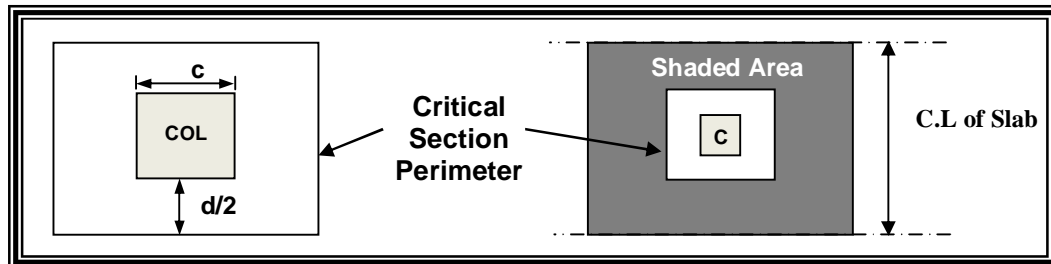 c
COL
d/2
Critical
Section
Perimeter
Shaded Area
C
C.L of Slab